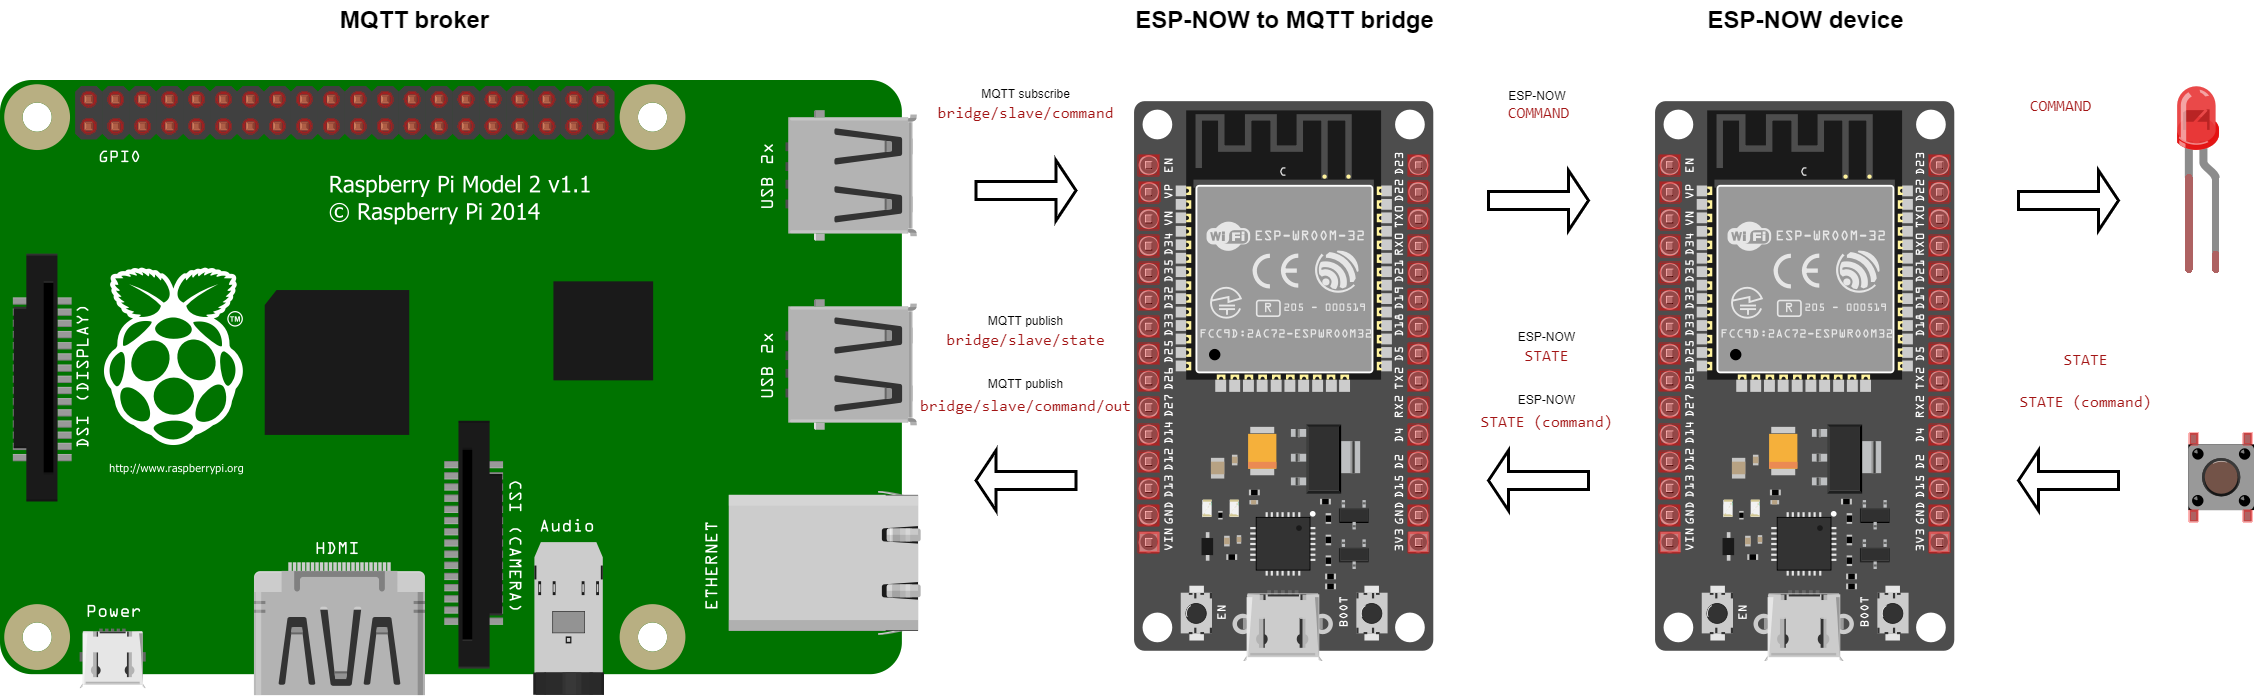 MQTT broker
ESP-NOW to MQTT bridge
ESP-NOW device
GPIO
Raspberry Pi Model 2 v1.1
© Raspberry Pi 2014
USB 2x
USB 2x
DSI (DISPLAY)
TM
http://www.raspberrypi.org
CSI (CAMERA)
Audio
HDMI
Power
ETHERNET
MQTT subscribe
bridge/slave/command
MQTT publish
bridge/slave/state
MQTT publish
bridge/slave/command/out
C
EN
VP
VN
D34
D35
D32
D33
D25
D26
D27
D14
D12
D13
GND
VIN
D23
D22
TX0
RX0
D21
D19
D18
D5
TX2
RX2
D4
D2
D15
GND
3V3
WiFi ESP-WROOM-32
CE
R 205 - 000519
FCC9D:2AC72-ESPWROOM32
EN
BOOT
ESP-NOW
COMMAND
ESP-NOW
STATE
ESP-NOW
STATE (command)
C
EN
VP
VN
D34
D35
D32
D33
D25
D26
D27
D14
D12
D13
GND
VIN
D23
D22
TX0
RX0
D21
D19
D18
D5
TX2
RX2
D4
D2
D15
GND
3V3
WiFi ESP-WROOM-32
CE
R 205 - 000519
FCC9D:2AC72-ESPWROOM32
EN
BOOT
COMMAND
STATE
STATE (command)